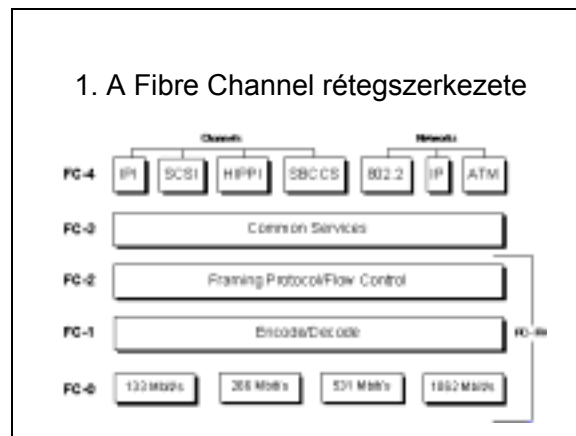 1. A Fibre Channel rétegszerkezete
Channels Networks
FC-4 IPI SCSI HIPPI SBCCS 802.2 IP ATM
FC-3 Common Services
FC-2 Framing Protocol/Flow Control
FC-1 Encode/Decode
FC-0 133 Mbit/s 266 Mbit/s 531 Mbit/s 1062 Mbit/s